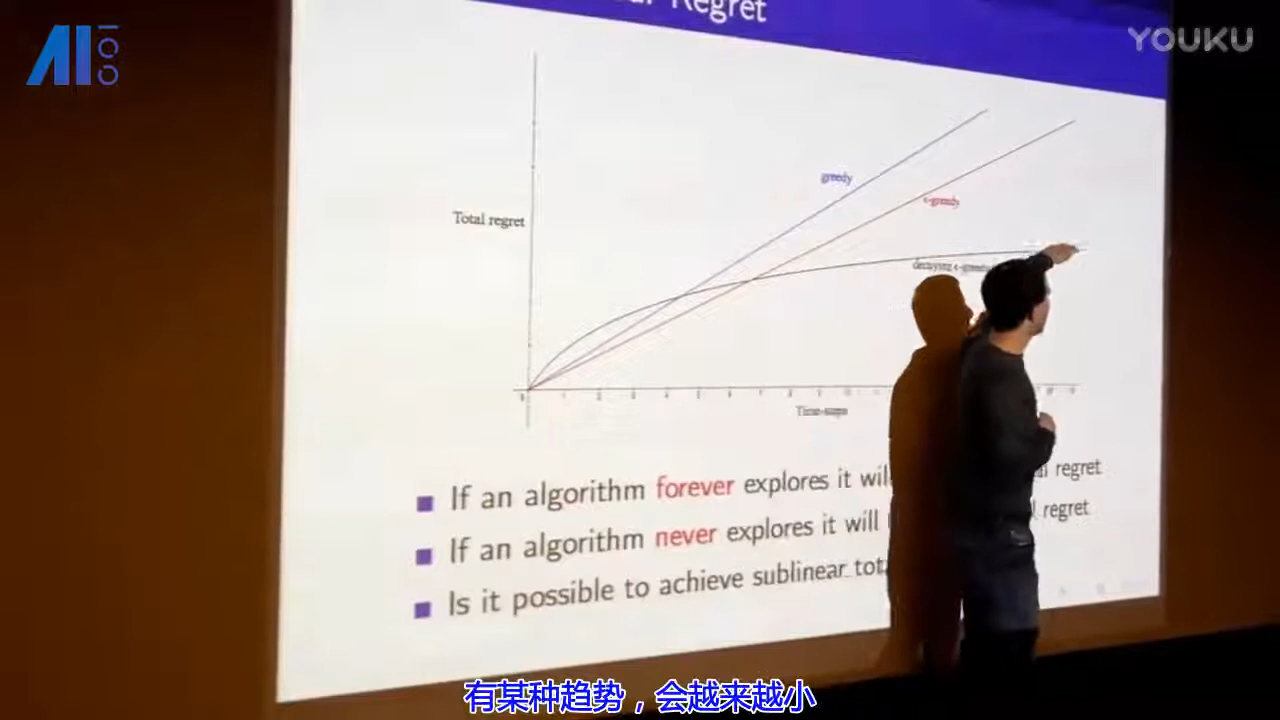 AI 100
YOUKU
Regret
greedy
ϵ-greedy
Total regret
decaying ϵ-greedy
Time-steps
If an algorithm forever explores it wil
regret
If an algorithm never explores it will
regret
Is it possible to achieve sublinear tot
有某种趋势，会越来越小